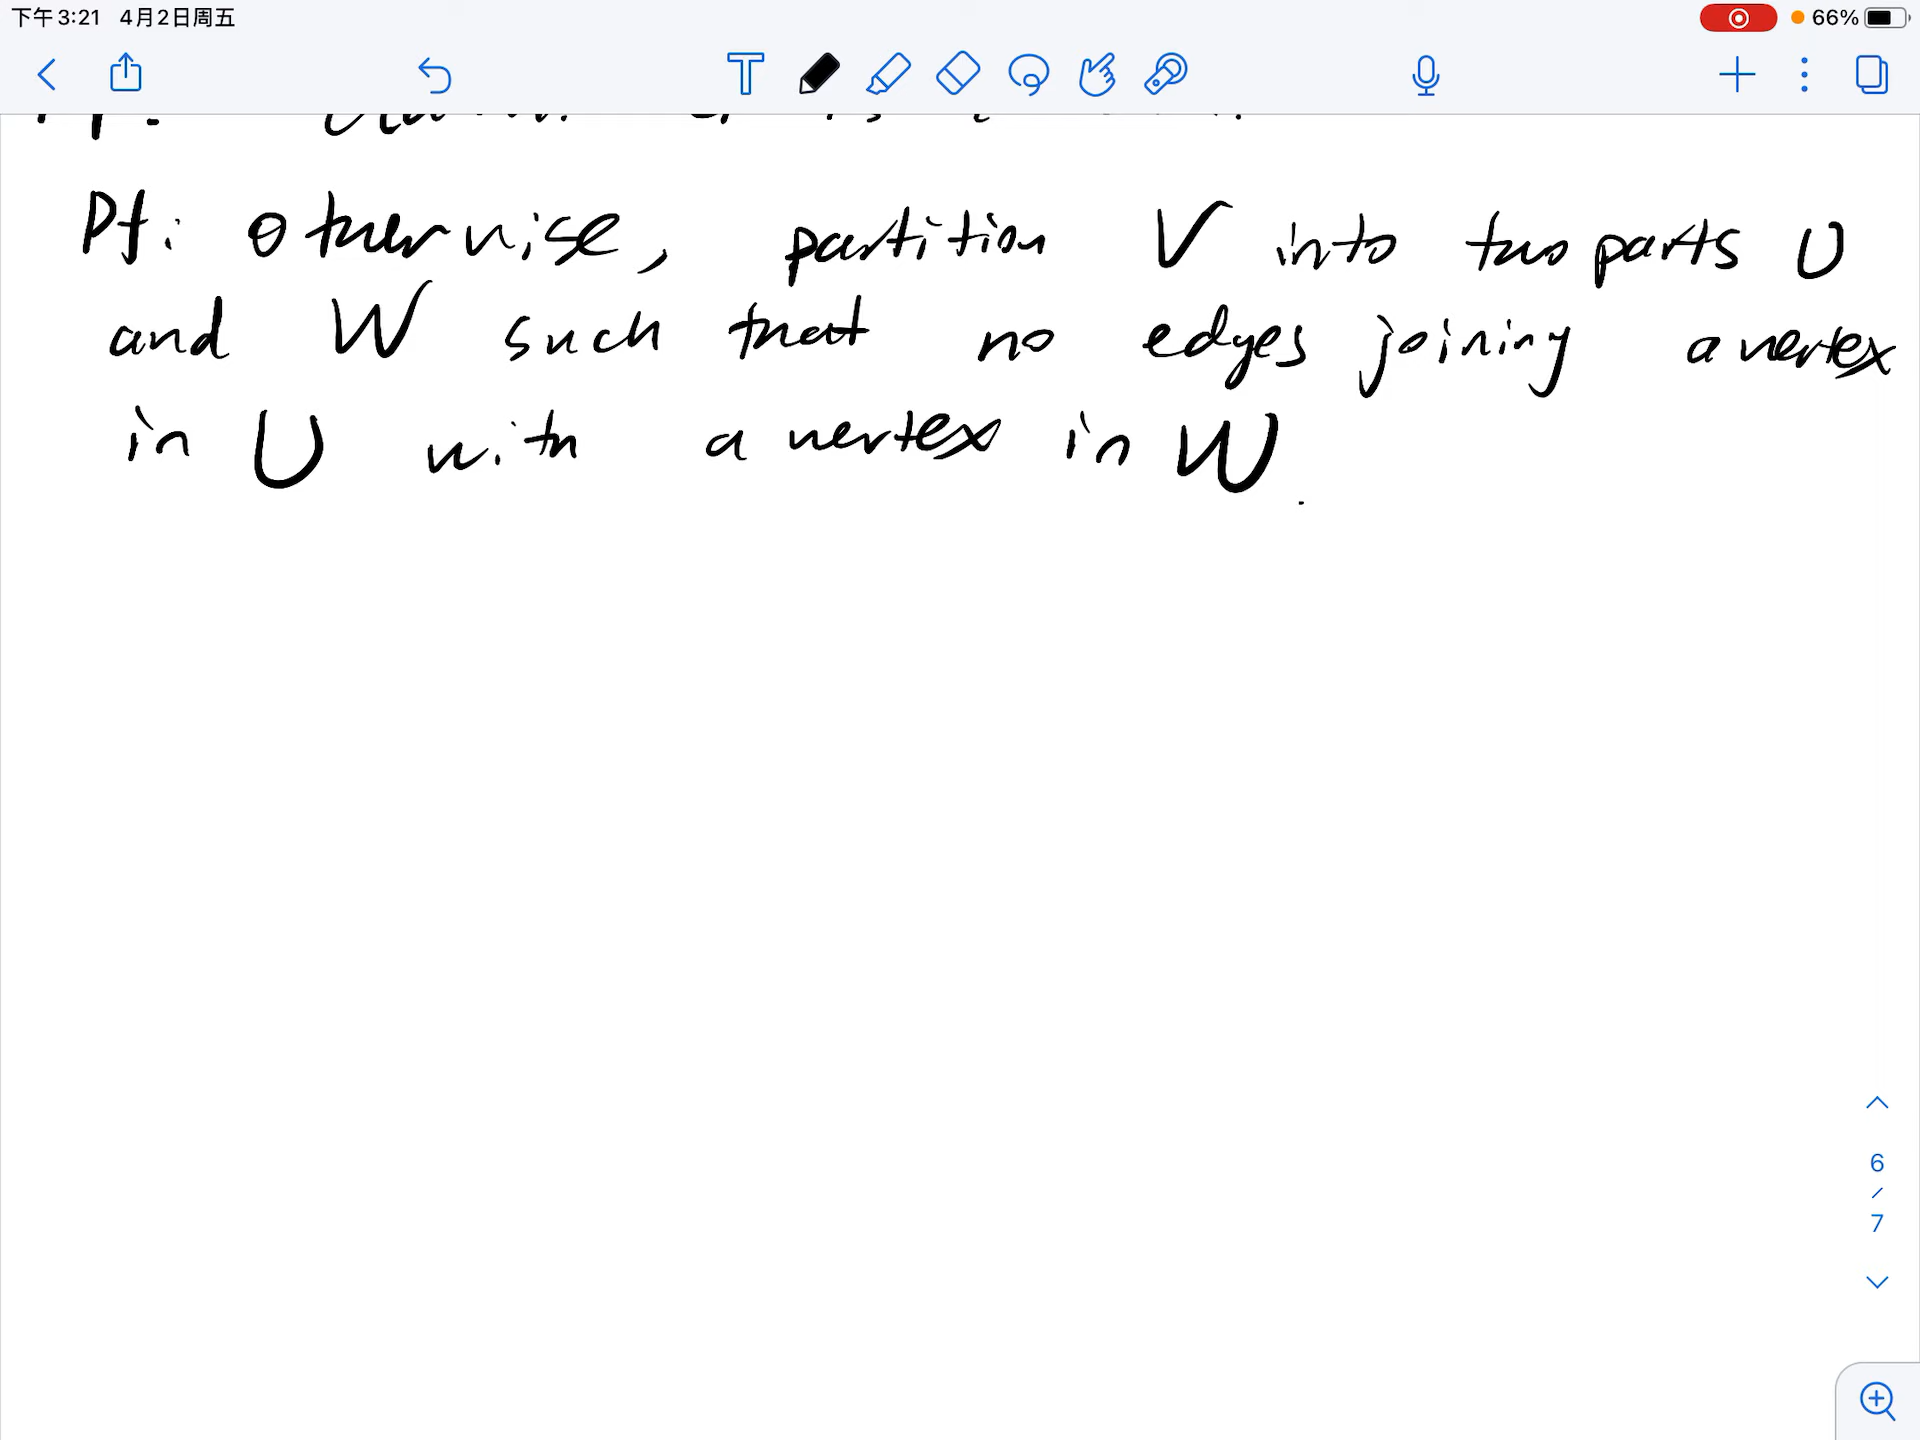 下午3:21 4月2日周五
66%
T
Pf: otherwise, partition V into two parts U
and W such that no edges joining a vertex
in U with a vertex in W.
6
/
7